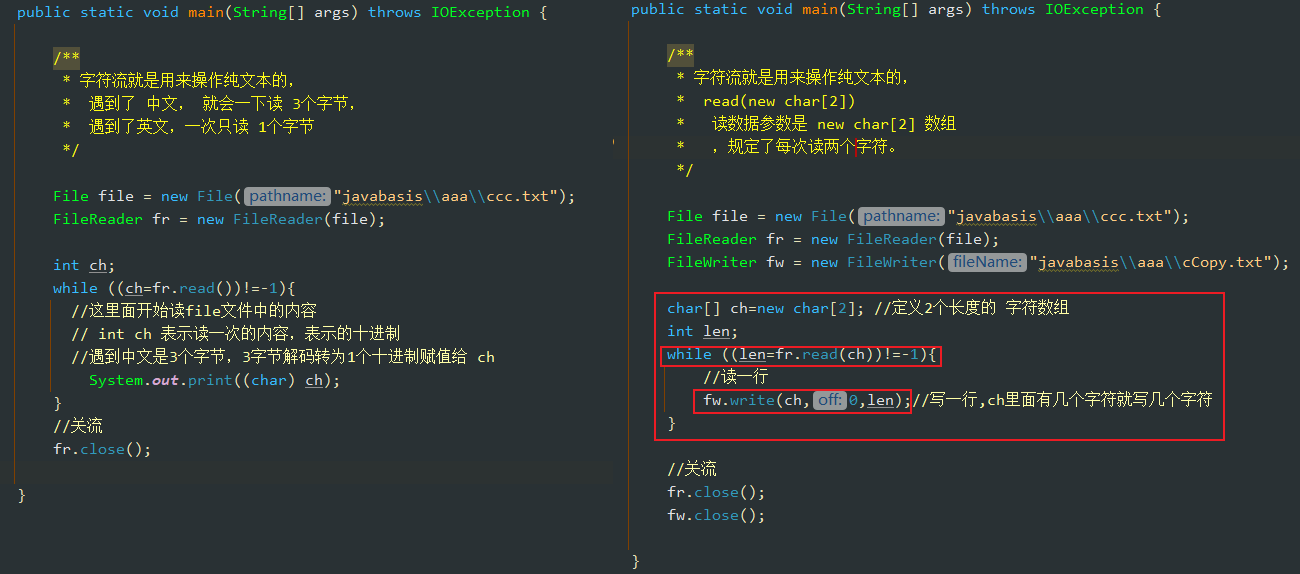 public static void main(String[] args) throws IOException {
/**
* 字符流就是用来操作纯文本的,
*  遇到了 中文, 就会一下读 3个字节,
*  遇到了英文,一次只读 1个字节
*/
File file = new File( pathname: "javabasis\\aaa\\ccc.txt");
FileReader fr = new FileReader(file);
int ch;
while ((ch=fr.read())!=-1){
//这里面开始读file文件中的内容
// int ch 表示读一次的内容,表示的十进制
//遇到中文是3个字节,3字节解码转为1个十进制赋值给 ch
System.out.print((char) ch);
}
//关流
fr.close();
}
public static void main(String[] args) throws IOException {
/**
* 字符流就是用来操作纯文本的,
*  read(new char[2])
*   读数据参数是 new char[2] 数组
*   ,规定了每次读两个字符。
*/
File file = new File( pathname: "javabasis\\aaa\\ccc.txt");
FileReader fr = new FileReader(file);
FileWriter fw = new FileWriter( fileName: "javabasis\\aaa\\cCopy.txt");
char[] ch=new char[2]; //定义2个长度的 字符数组
int len;
while ((len=fr.read(ch))!=-1){
//读一行
fw.write(ch, off: 0,len);//写一行,ch里面有几个字符就写几个字符
}
//关流
fr.close();
fw.close();
}